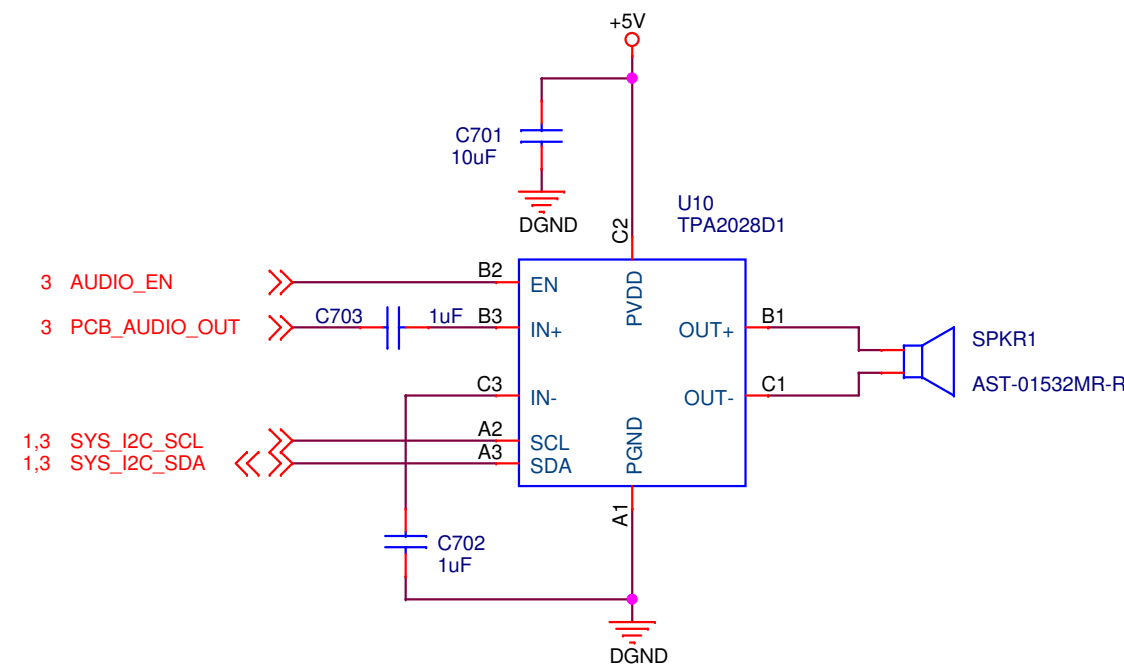 +5V
C701
10uF
DGND
U10
TPA2028D1
C2
3 AUDIO_EN
B2
EN
PVDD
3 PCB_AUDIO_OUT
C703
1uF
B3
IN+
OUT+
B1
SPKR1
AST-01532MR-R
C3
IN-
OUT-
C1
1,3 SYS_I2C_SCL
A2
SCL
1,3 SYS_I2C_SDA
A3
SDA
PGND
A1
C702
1uF
DGND